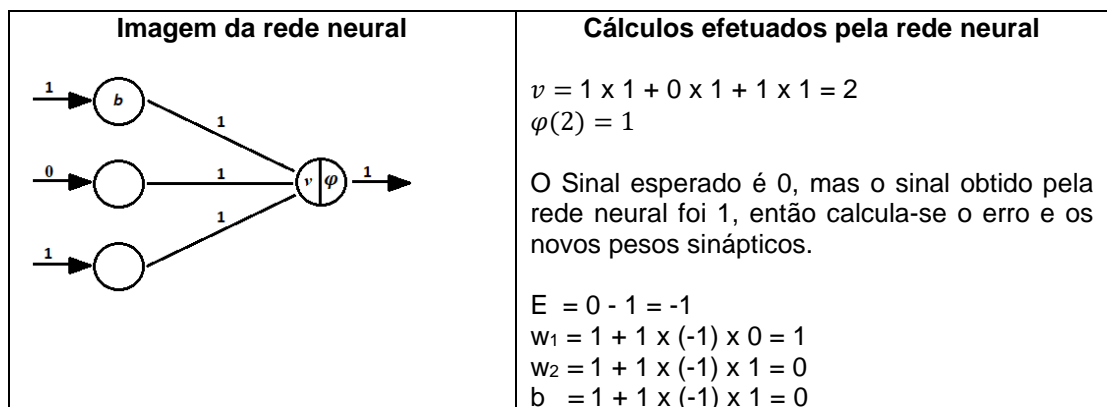 Imagem da rede neural
1
b
1
0
1
v
φ
1
1
1
Cálculos efetuados pela rede neural
𝑣 = 1 x 1 + 0 x 1 + 1 x 1 = 2
𝜑(2) = 1
O Sinal esperado é 0, mas o sinal obtido pela
rede neural foi 1, então calcula-se o erro e os
novos pesos sinápticos.
E = 0 - 1 = -1
w₁ = 1 + 1 x (-1) x 0 = 1
w₂ = 1 + 1 x (-1) x 1 = 0
b = 1 + 1 x (-1) x 1 = 0